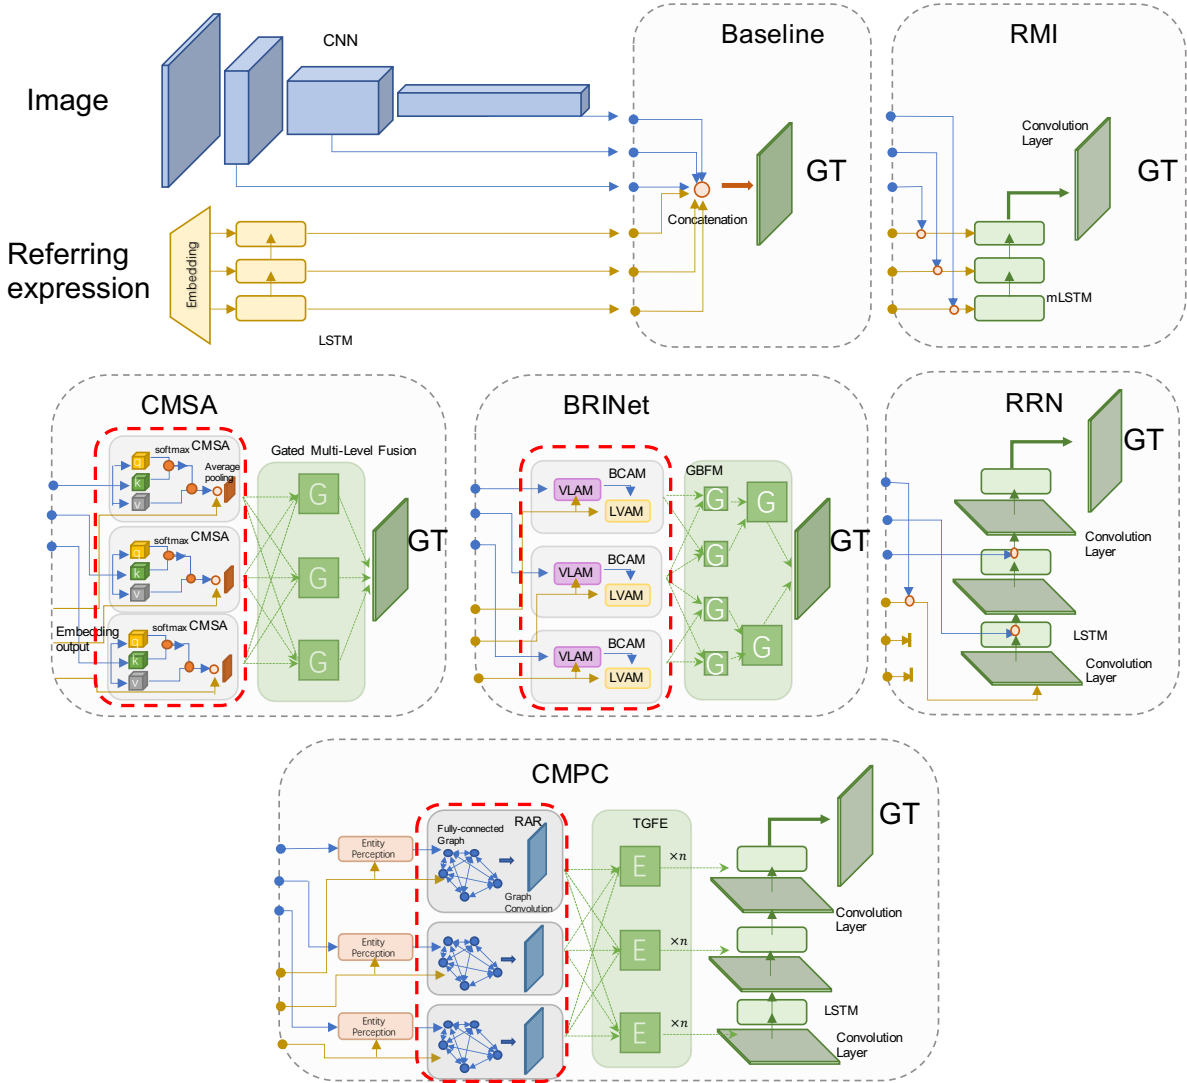 CNN
Image
Referring
expression
Embedding
LSTM
Baseline
Concatenation
GT
RMI
Convolution
Layer
GT
mLSTM
CMSA
softmax
CMSA
Average
pooling
q
k
v
softmax
CMSA
q
k
v
Embedding
output
softmax
CMSA
q
k
v
Gated Multi-Level Fusion
G
G
G
GT
BRINet
BCAM
VLAM
LVAM
BCAM
VLAM
LVAM
BCAM
VLAM
LVAM
GBFM
G
G
G
G
G
G
GT
RRN
GT
Convolution
Layer
LSTM
Convolution
Layer
CMPC
Entity
Perception
Entity
Perception
Entity
Perception
RAR
Fully-connected
Graph
Graph
Convolution
TGFE
E
E
E
×n
×n
×n
GT
Convolution
Layer
LSTM
Convolution
Layer